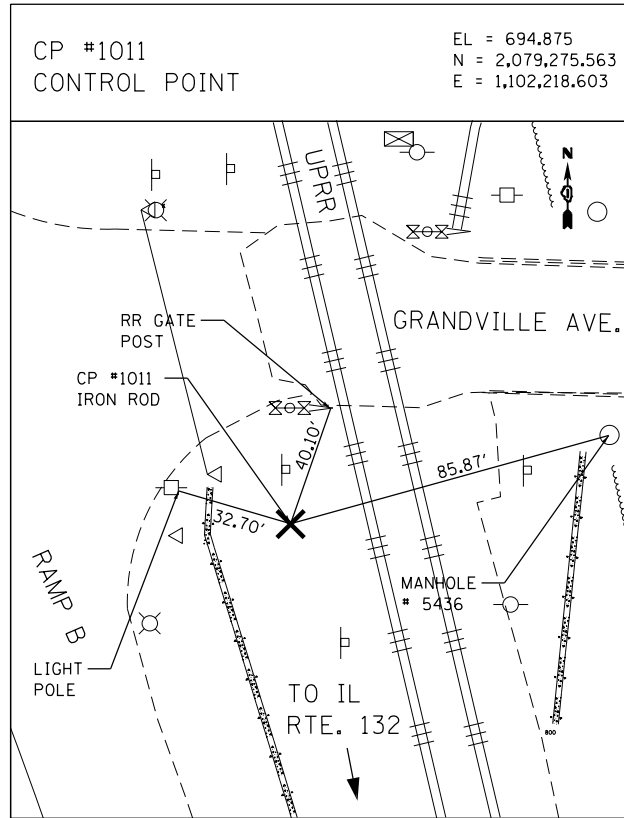 CP #1011
CONTROL POINT
EL = 694.875
N = 2,079,275.563
E = 1,102,218.603
UPRR
N
RR GATE
POST
GRANDVILLE AVE.
CP #1011
IRON ROD
40.10'
85.87'
32.70'
RAMP B
MANHOLE
# 5436
LIGHT
POLE
TO IL
RTE. 132
800